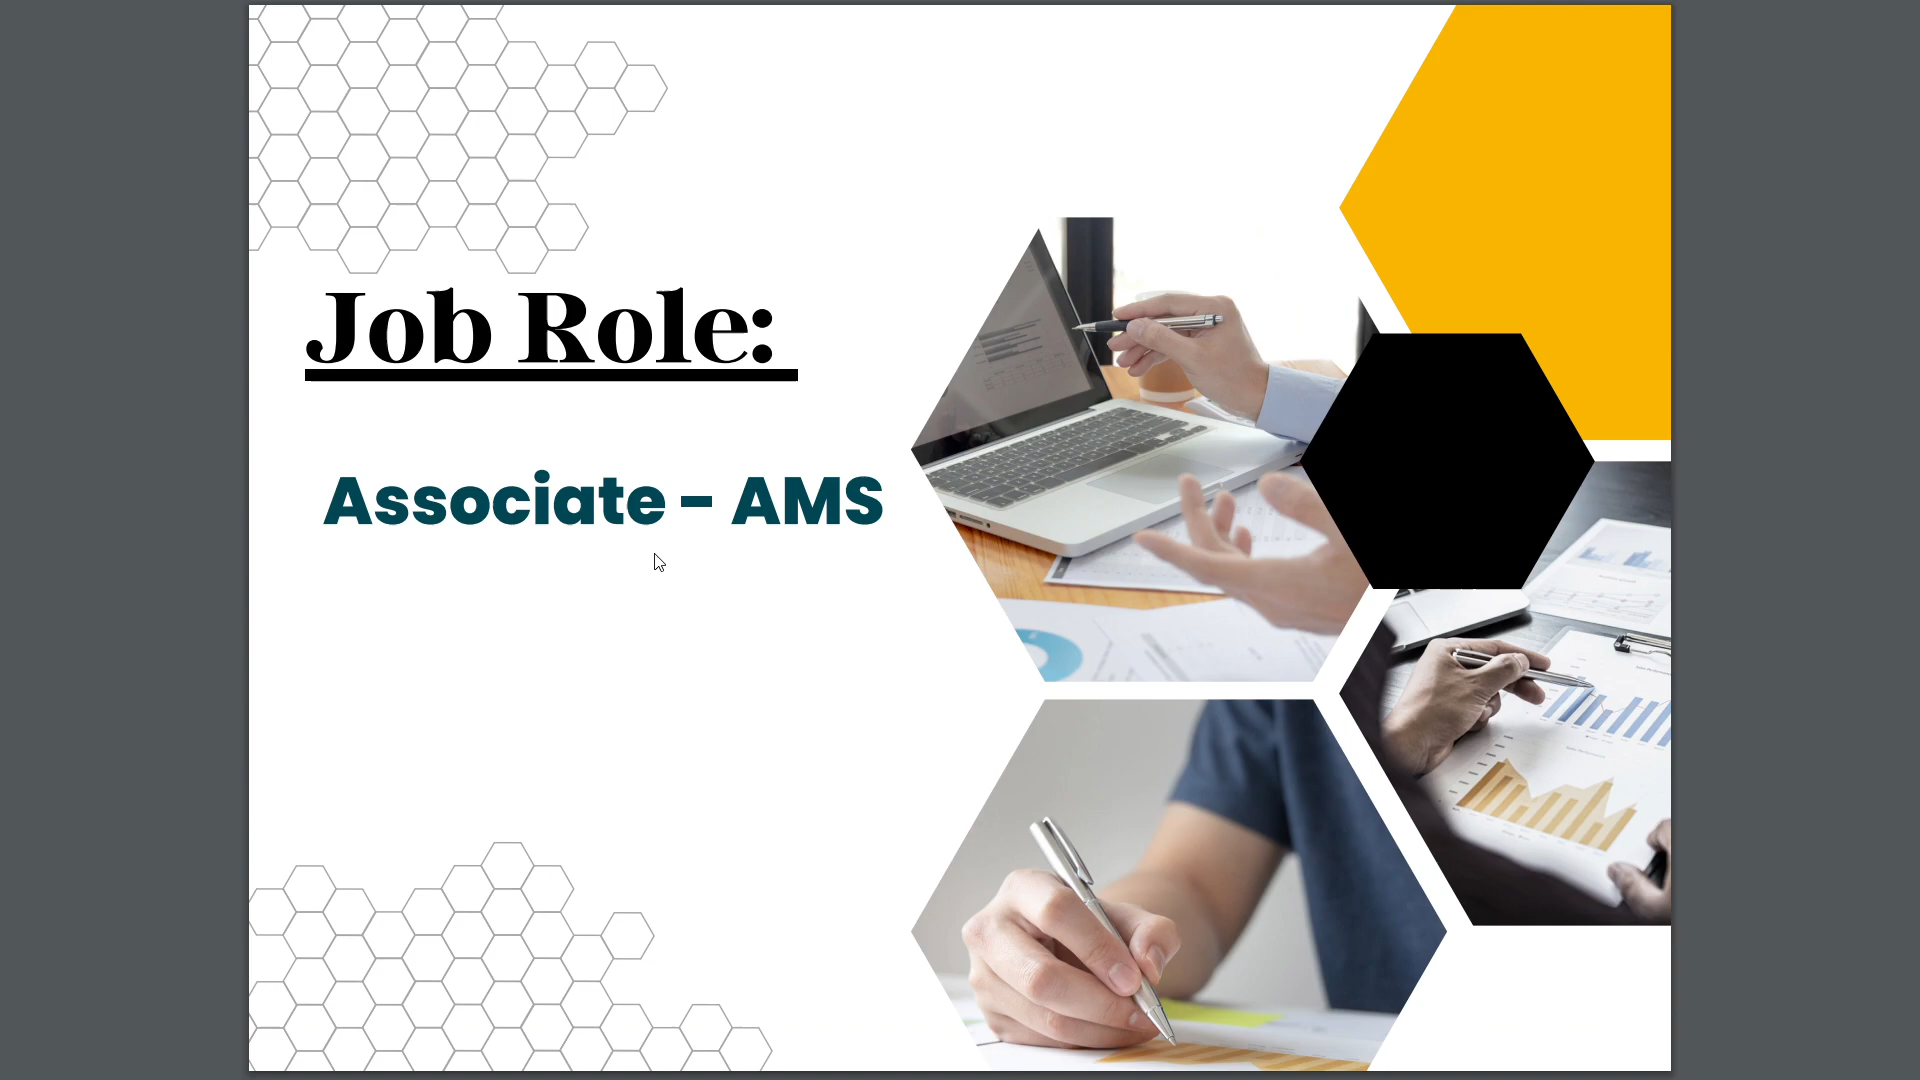 Job Role:
Associate – AMS